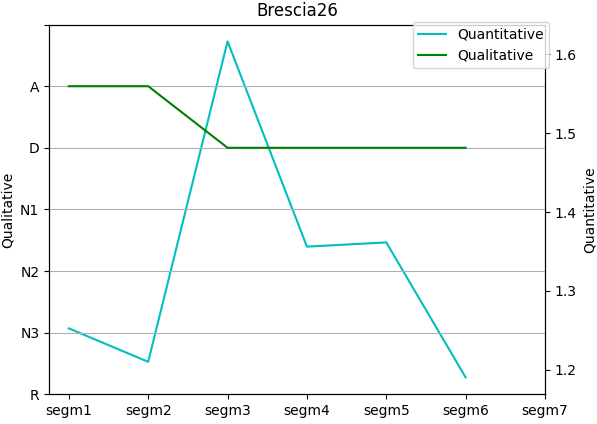 Brescia26
Quantitative
Qualitative
A
D
N1
N2
N3
R
Qualitative
1.6
1.5
1.4
1.3
1.2
Quantitative
segm1 segm2 segm3 segm4 segm5 segm6 segm7